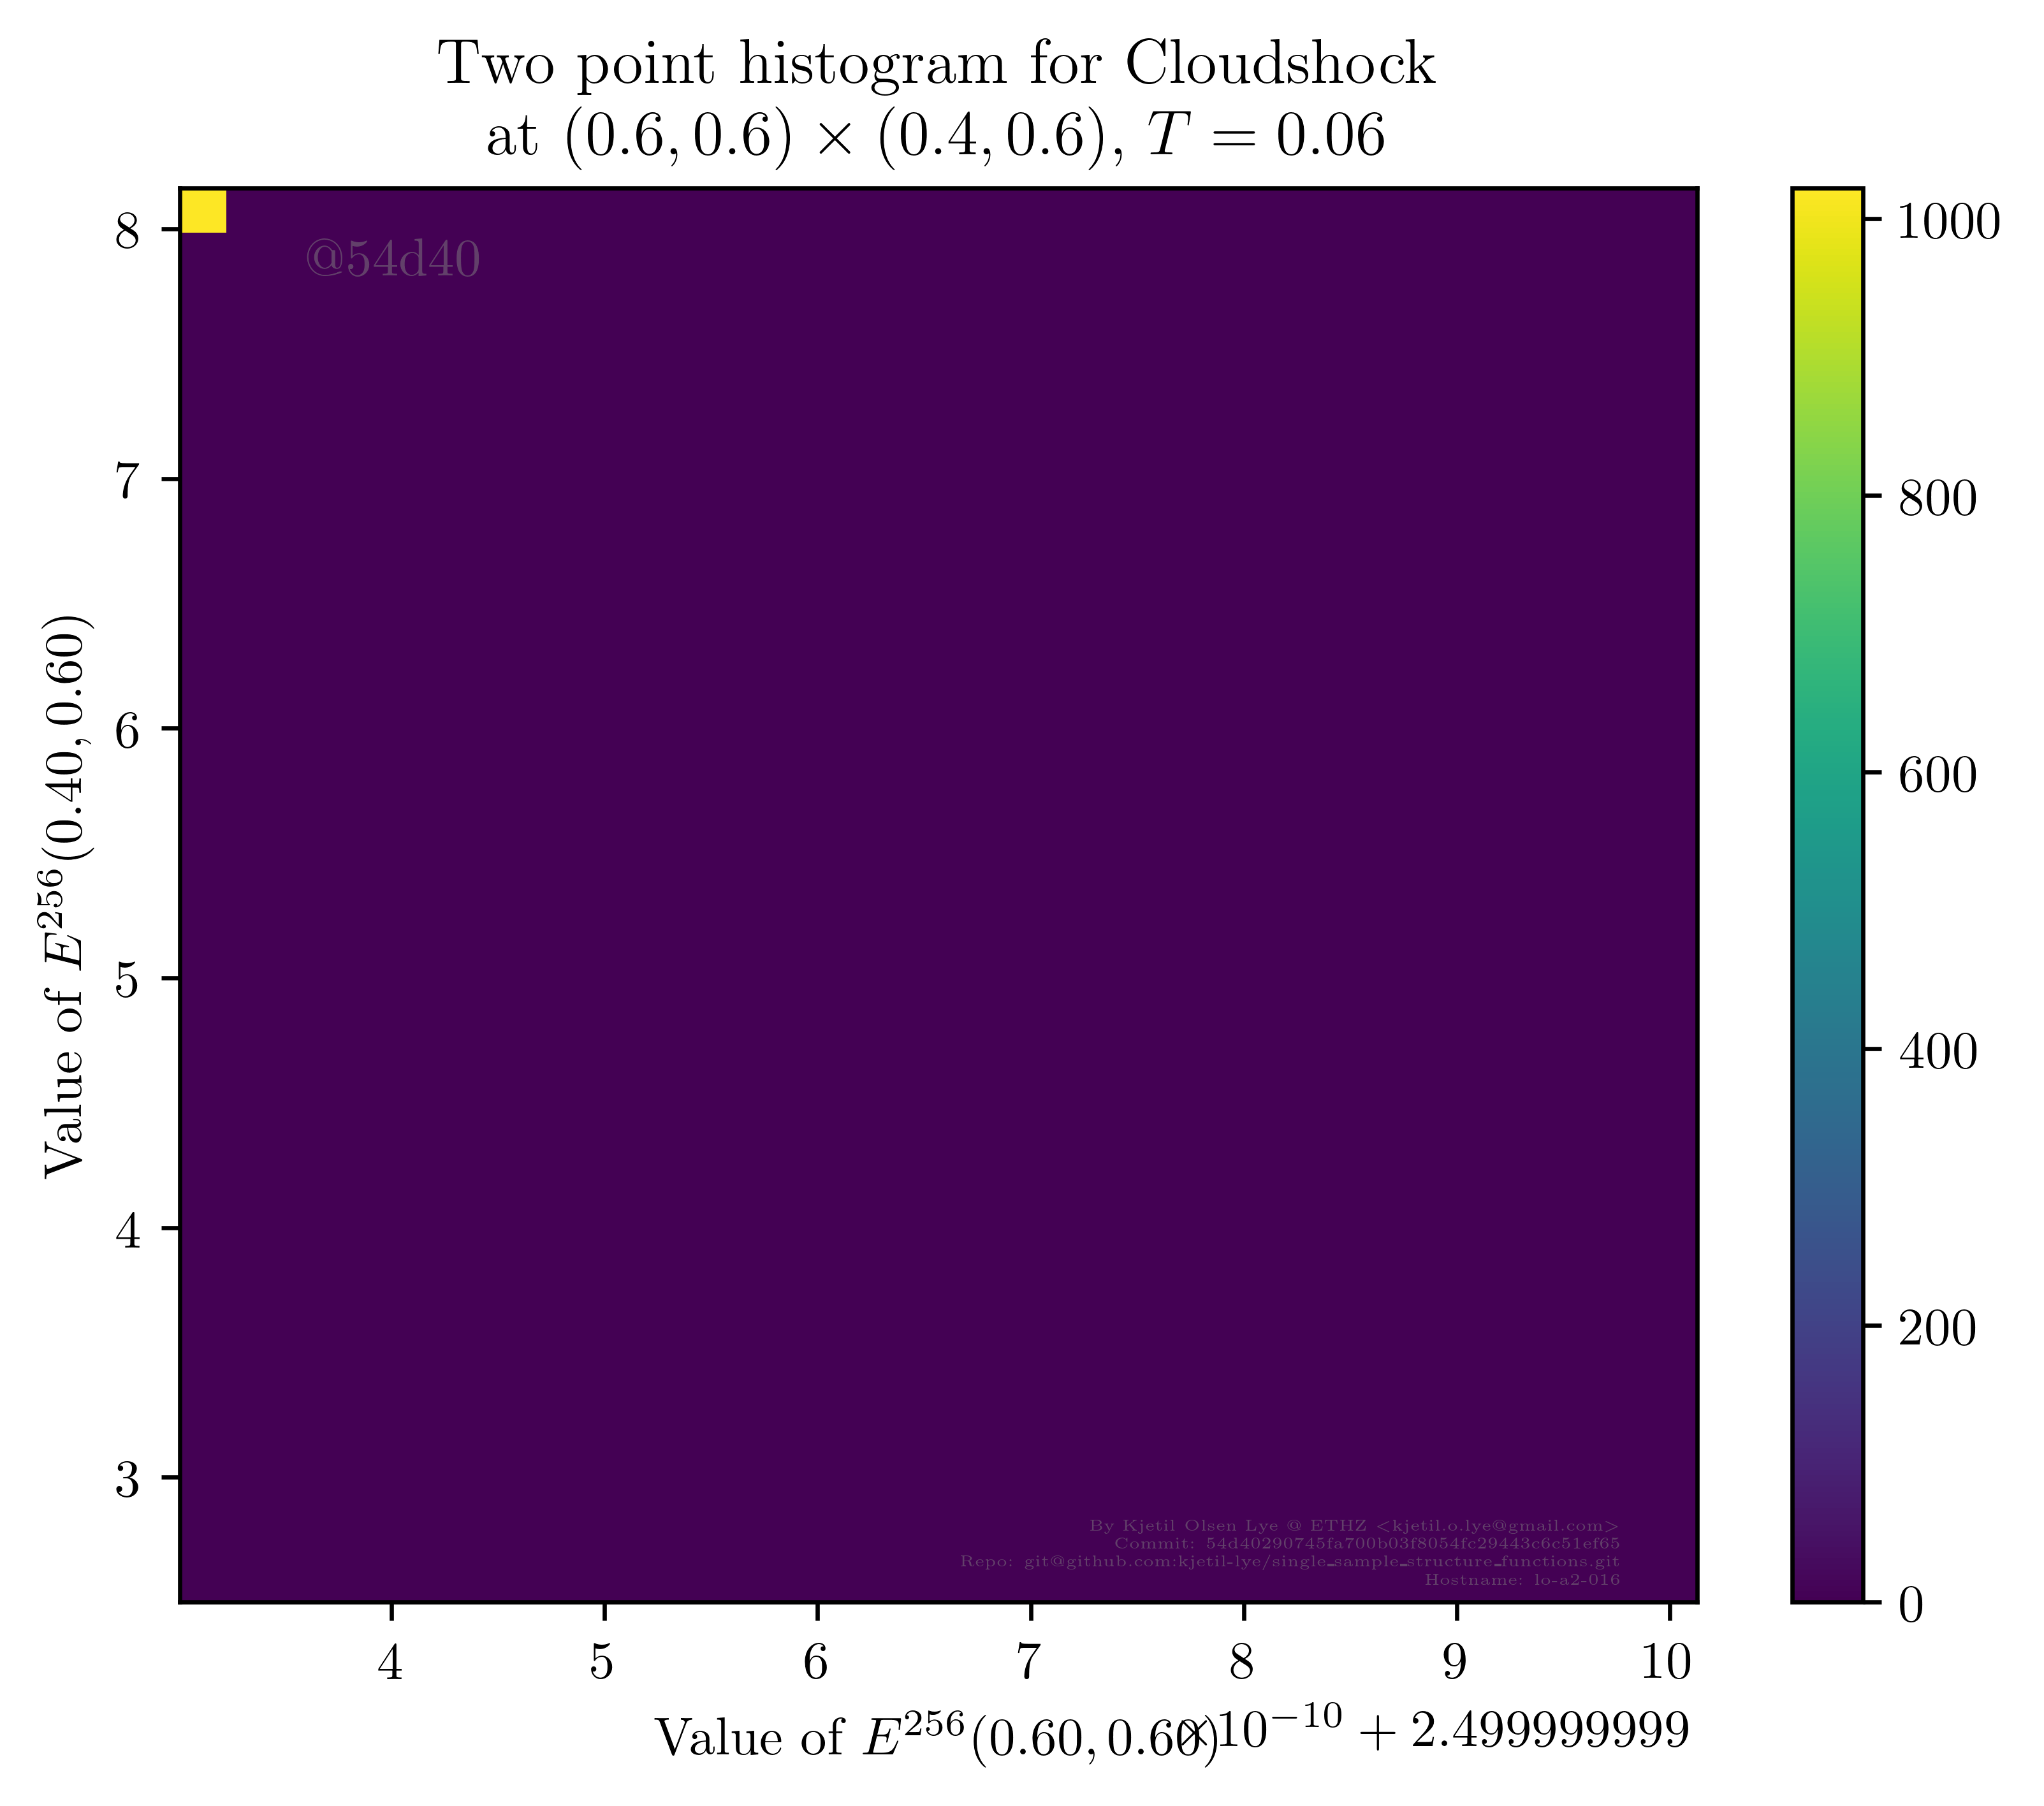 Two point histogram for Cloudshock
at (0.6, 0.6) × (0.4, 0.6), T = 0.06
8
7
6
5
4
3
Value of E^256(0.40, 0.60)
@54d40
By Kjetil Olsen Lye @ ETHZ <kjetil.o.lye@gmail.com>
Commit: 54d40290745fa700b03f8054fc29443c6c51ef65
Repo: git@github.com:kjetil-lye/single_sample_structure_functions.git
Hostname: lo-a2-016
4 5 6 7 8 9 10
Value of E^256(0.60, 0.60)
×10^−10 + 2.499999999
1000
800
600
400
200
0